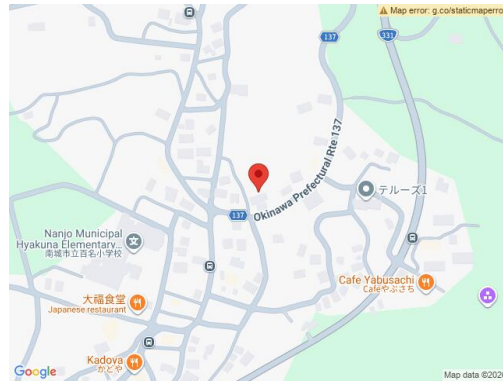 Map error: g.co/staticmaperro
137
331
Okinawa Prefectural Rte 137
テルーズ1
137
Nanjo Municipal
Hyakuna Elementary...
南城市立百名小学校
Cafe Yabusachi
Cafeやぶさち
大福食堂
Japanese restaurant
Kadoya
かどや
Google
Map data ©202